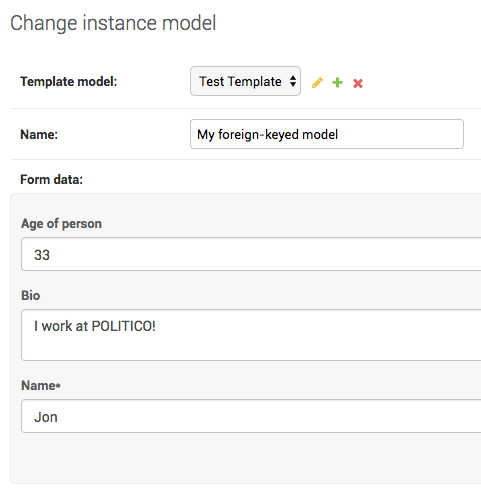 Change instance model
Template model: Test Template
Name: My foreign-keyed model
Form data:
Age of person
33
Bio
I work at POLITICO!
Name*
Jon